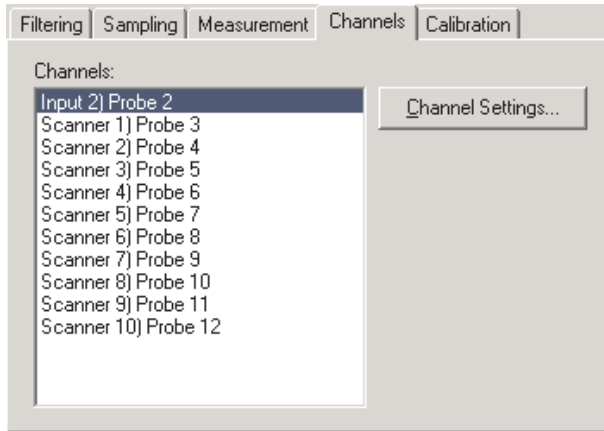 Filtering Sampling Measurement Channels Calibration
Channels:
Input 2) Probe 2
Channel Settings...
Scanner 1) Probe 3
Scanner 2) Probe 4
Scanner 3) Probe 5
Scanner 4) Probe 6
Scanner 5) Probe 7
Scanner 6) Probe 8
Scanner 7) Probe 9
Scanner 8) Probe 10
Scanner 9) Probe 11
Scanner 10) Probe 12